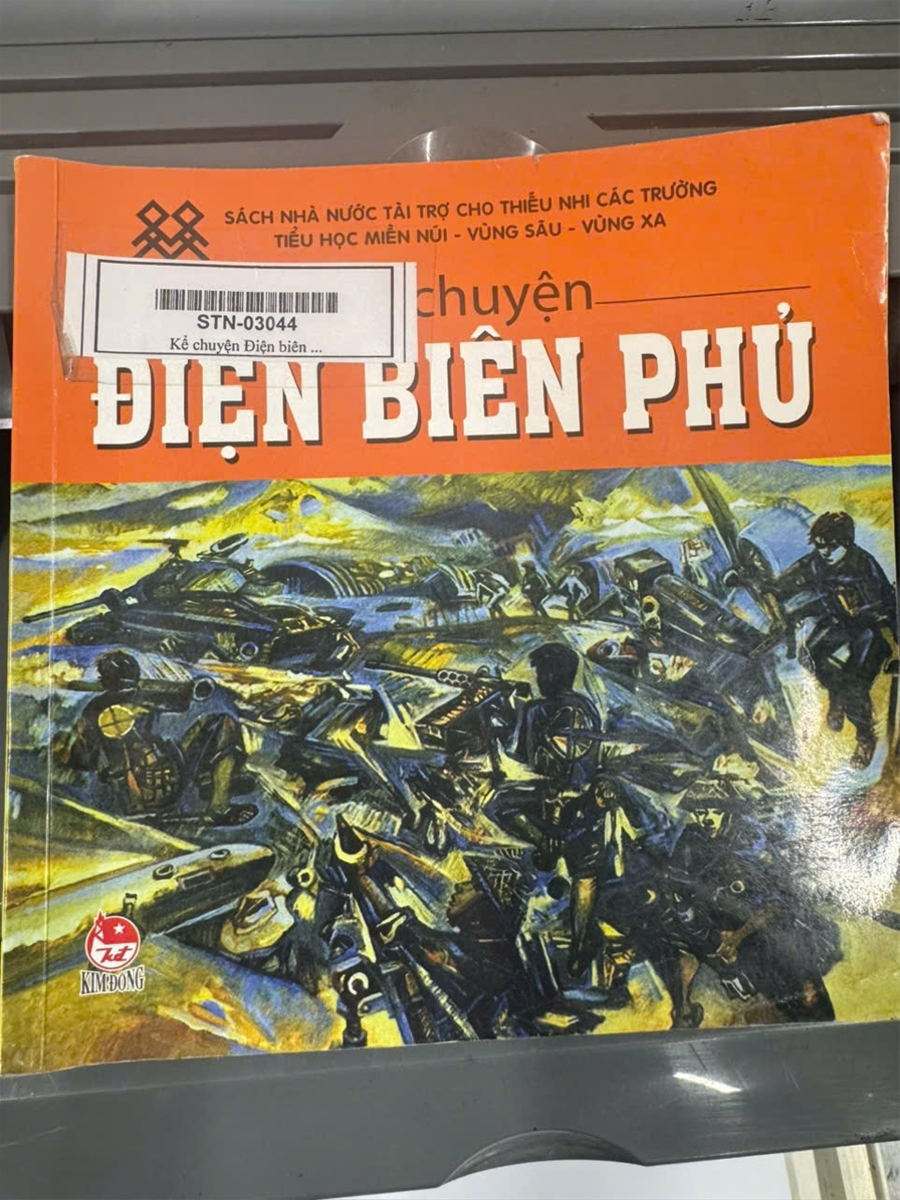 SÁCH NHÀ NƯỚC TÀI TRỢ CHO THIẾU NHI CÁC TRƯỜNG
TIỂU HỌC MIỀN NÚI - VÙNG SÂU - VÙNG XA
chuyện
STN-03044
Kể chuyện Điện biên ...
ĐIỆN BIÊN PHỦ
kđ
KIM ĐỒNG